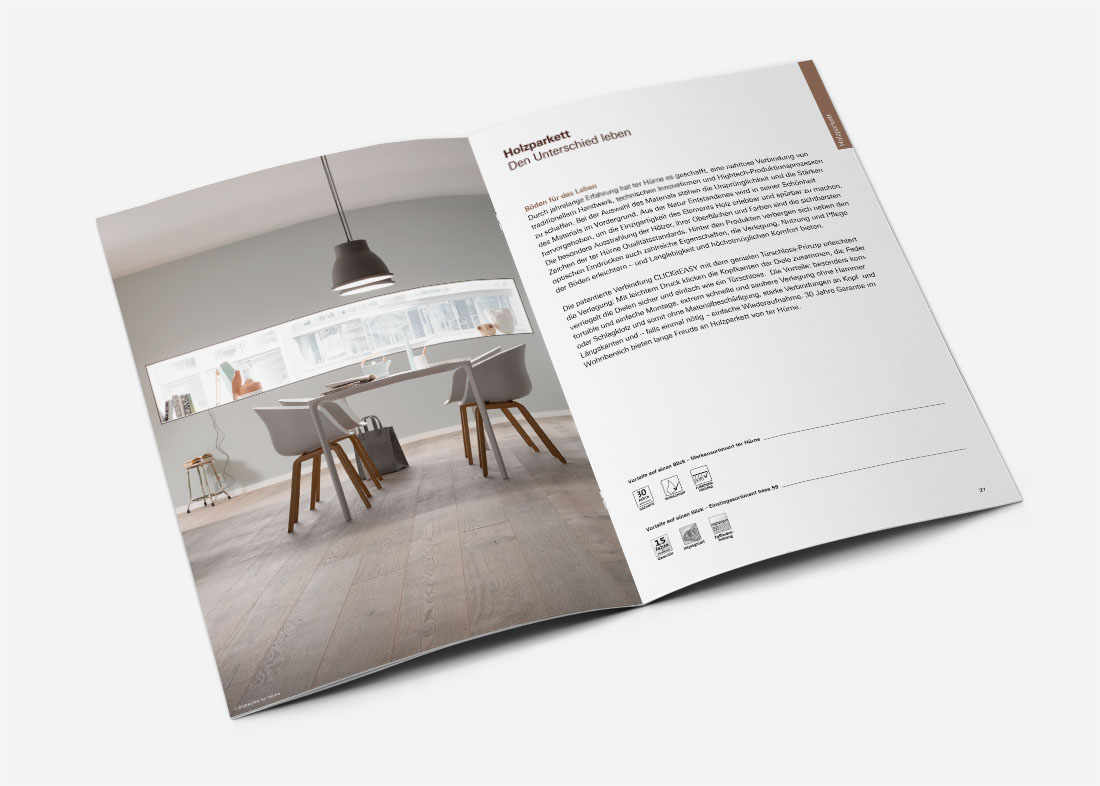 Holzparkett
Holzparkett
Den Unterschied leben
Böden für das Leben
Durch jahrelange Erfahrung hat ter Hürne es geschafft, eine nahtlose Verbindung von
traditionellem Handwerk, technischen Innovationen und Hightech-Produktionsprozessen
zu schaffen. Bei der Auswahl des Materials stehen die Ursprünglichkeit und die Stärken
des Materials im Vordergrund. Aus der Natur Entstandenes wird in seiner Schönheit
hervorgehoben, um die Einzigartigkeit des Elements Holz erlebbar und spürbar zu machen.
Die besondere Ausstrahlung der Hölzer, ihrer Oberflächen und Farben sind die sichtbarsten
Zeichen der ter Hürne Qualitätsstandards. Hinter den Produkten verbergen sich neben den
optischen Eindrücken auch zahlreiche Eigenschaften, die Verlegung, Nutzung und Pflege
der Böden erleichtern – und Langlebigkeit und höchstmöglichen Komfort bieten.
Die patentierte Verbindung CLICKitEASY mit dem genialen Türschloss-Prinzip erleichtert
die Verlegung: Mit leichtem Druck klicken die Kopfkanten der Diele zusammen, die Feder
verriegelt die Dielen sicher und einfach wie ein Türschloss. Die Vorteile: besonders kom-
fortable und einfache Montage, extrem schnelle und saubere Verlegung ohne Hammer
oder Schlagklotz und somit ohne Materialbeschädigung, starke Verbindungen an Kopf- und
Längskanten und – falls einmal nötig – einfache Wiederaufnahme. 30 Jahre Garantie im
Wohnbereich bieten lange Freude an Holzparkett von ter Hürne.
Vorteile auf einen Blick – Markensortiment ter Hürne
30
Vorteile auf einen Blick – Einstiegssortiment Seite 59
15
Jahre
Garantie
imprägniert
27